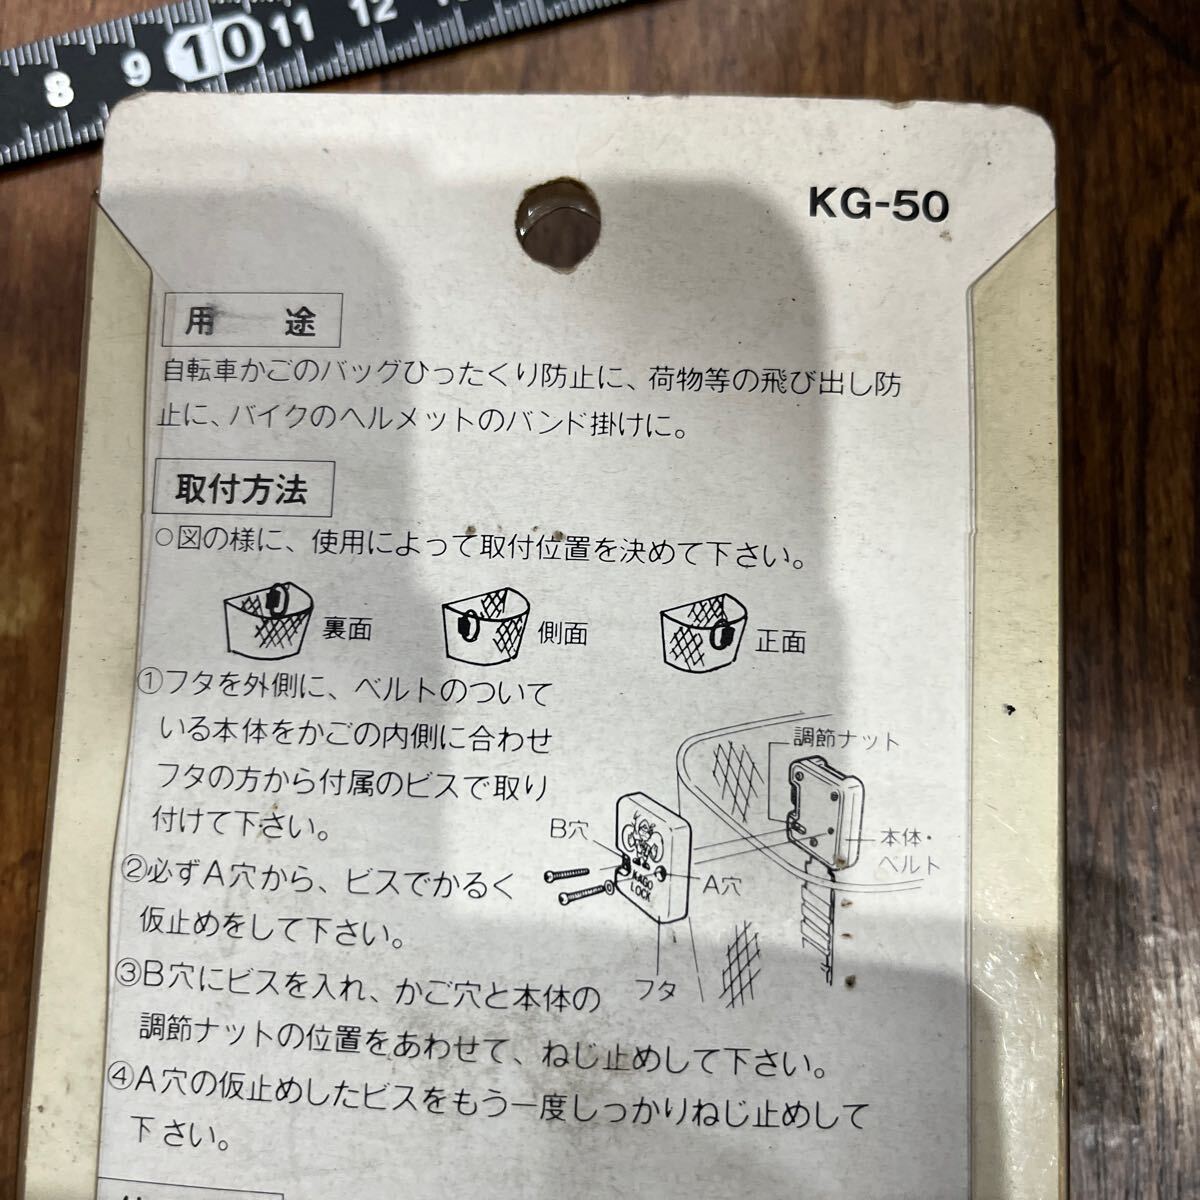 8 9 10 11 12
KG-50
用途
自転車かごのバッグひったくり防止に、荷物等の飛び出し防
止に、バイクのヘルメットのバンド掛けに。
取付方法
○図の様に、使用によって取付位置を決めて下さい。
裏面 側面 正面
①フタを外側に、ベルトのついて
いる本体をかごの内側に合わせ
フタの方から付属のビスで取り
付けて下さい。
調節ナット
B穴
本体・
ベルト
A穴
KAGO
LOCK
フタ
②必ずA穴から、ビスでかるく
仮止めをして下さい。
③B穴にビスを入れ、かご穴と本体の
調節ナットの位置をあわせて、ねじ止めして下さい。
④A穴の仮止めしたビスをもう一度しっかりねじ止めして
下さい。